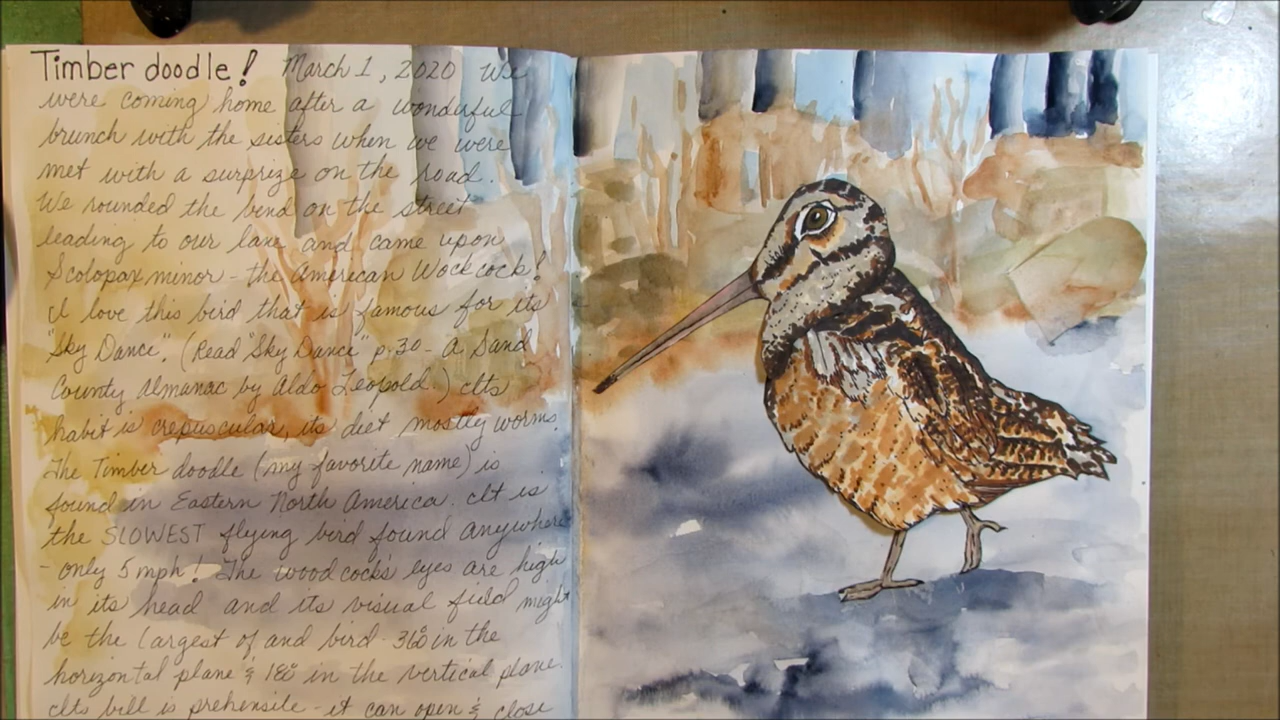 Timber doodle! March 1, 2020 We
were coming home after a wonderful
brunch with the sisters when we were
met with a surprize on the road.
We rounded the bend on the street
leading to our lane and came upon
Scolopax minor - the American Wockcock!
I love this bird that is famous for its
"Sky Dance". (Read "Sky Dance" p. 30 - A Sand
County Almanac by Aldo Leopold.) Its
habit is crepuscular, its diet mostly worms.
The Timber doodle (my favorite name) is
found in Eastern North America. It is
the SLOWEST flying bird found anywhere
- only 5 mph! The woodcock's eyes are high
in its head and its visual field might
be the largest of and bird - 360° in the
horizontal plane & 180° in the vertical plane.
Its bill is prehensile - it can open & close